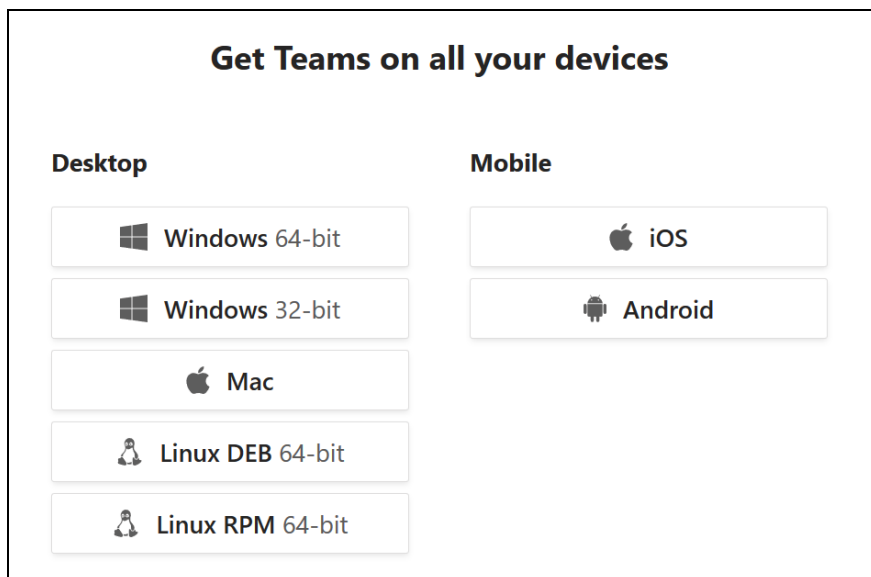 Get Teams on all your devices
Desktop
Windows 64-bit
Windows 32-bit
Mac
Linux DEB 64-bit
Linux RPM 64-bit
Mobile
iOS
Android